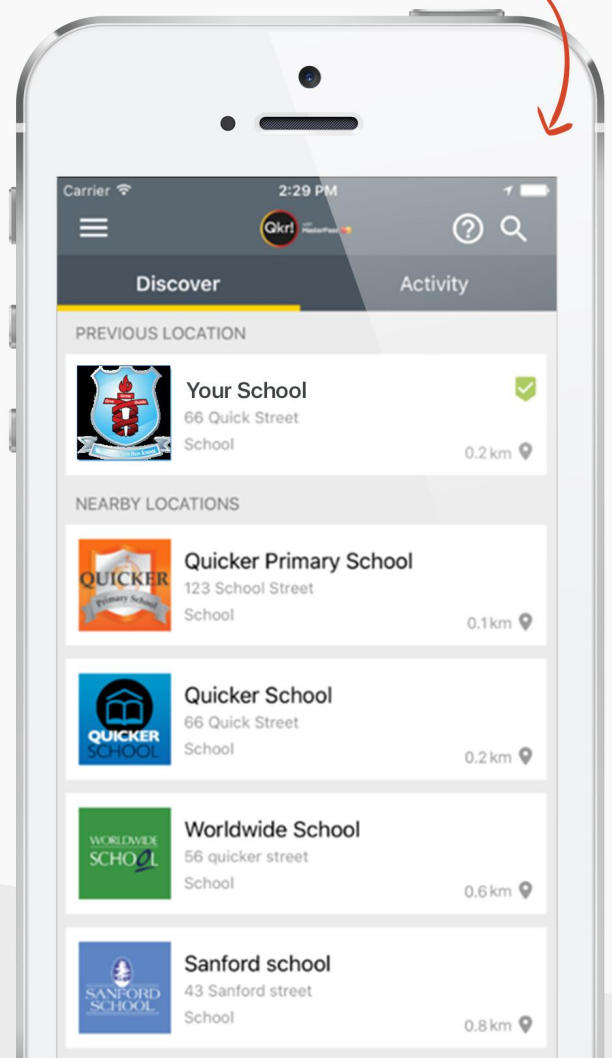 Carrier 2:29 PM
Qkr! with MasterPass
Discover Activity
PREVIOUS LOCATION
Your School
66 Quick Street
School
0.2 km
NEARBY LOCATIONS
QUICKER
Primary School
Quicker Primary School
123 School Street
School
0.1 km
QUICKER
SCHOOL
Quicker School
66 Quick Street
School
0.2 km
WORLDWIDE
SCHOOL
Worldwide School
56 quicker street
School
0.6 km
SANFORD
SCHOOL
Sanford school
43 Sanford street
School
0.8 km